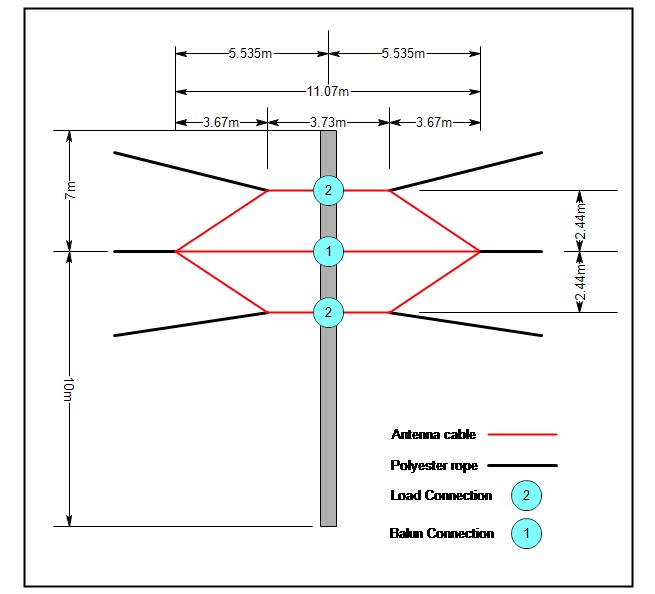 5.535m 5.535m
11.07m
3.67m 3.73m 3.67m
7m
2
2.44m
1
2.44m
2
10m
Antenna cable
Polyester rope
Load Connection 2
Balun Connection 1